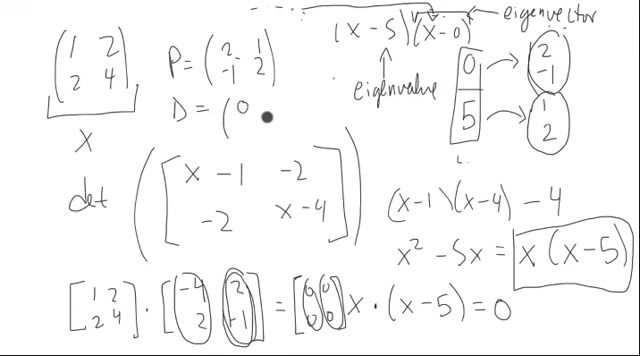 (x - 5)(x - 0) ← eigenvector
(1 2
2 4) P = (2 1
-1 2)
eigenvalue 0 → (2
-1)
X D = (0
5 → (1
2)
det ([x - 1 -2
-2 x - 4])
(x - 1)(x - 4) - 4
x² - 5x = x(x - 5)
[1 2
2 4] · [-4 2
2 -1] = [0 0
0 0] x · (x - 5) = 0